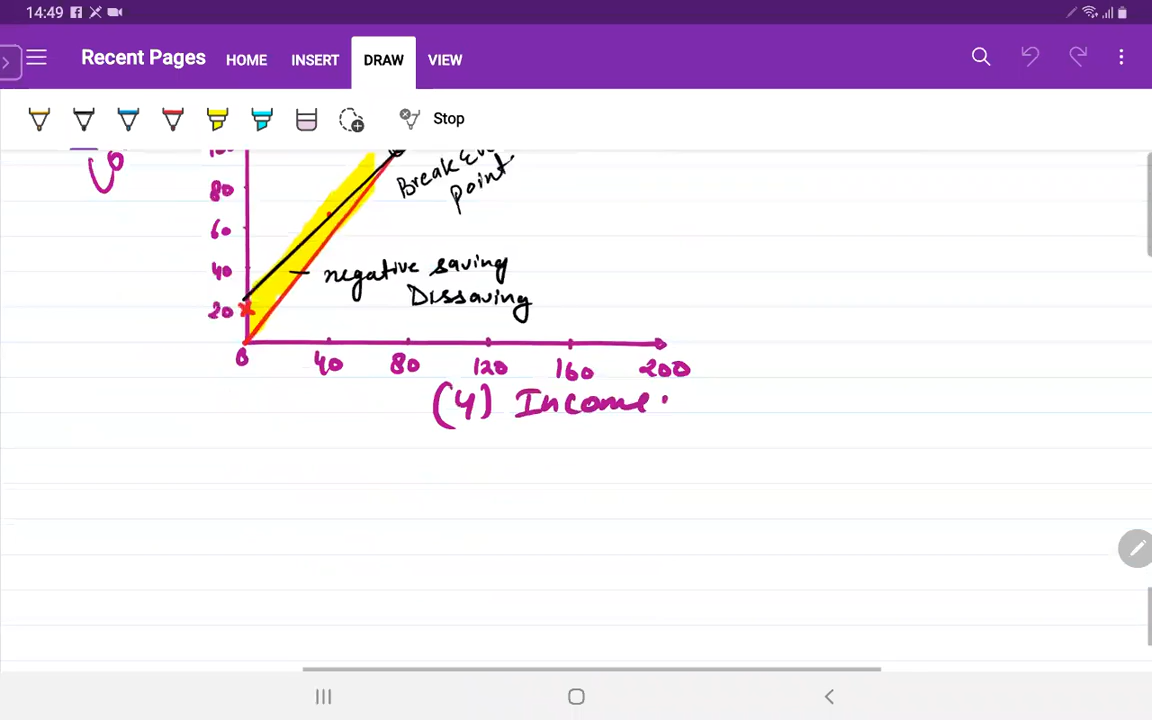 14:49
Recent Pages HOME INSERT DRAW VIEW
Stop
80
60
40
20
Break Even
point
negative saving
Dissaving
0 40 80 120 160 200
(Y) Income